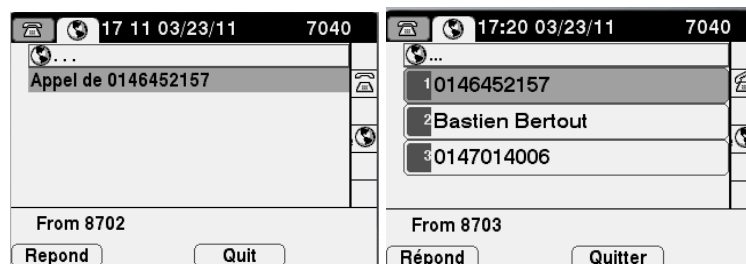 17 11 03/23/11 7040
...
Appel de 0146452157
From 8702
Repond Quit
17:20 03/23/11 7040
...
1 0146452157
2 Bastien Bertout
3 0147014006
From 8703
Répond Quitter